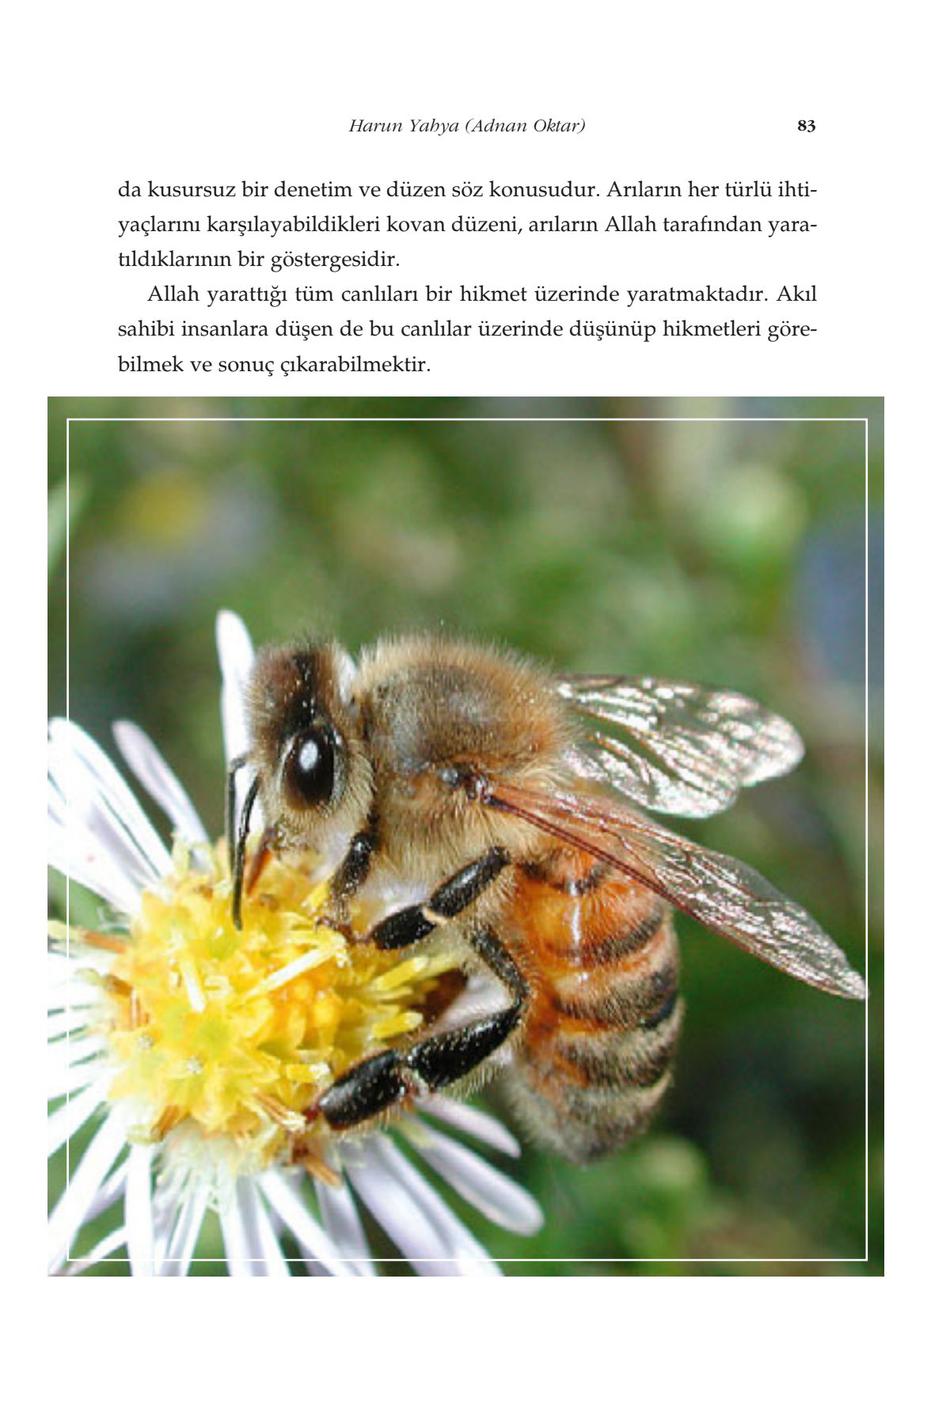 Harun Yahya (Adnan Oktar) 83
da kusursuz bir denetim ve düzen söz konusudur. Arıların her türlü ihti-
yaçlarını karşılayabildikleri kovan düzeni, arıların Allah tarafından yara-
tıldıklarının bir göstergesidir.
Allah yarattığı tüm canlıları bir hikmet üzerinde yaratmaktadır. Akıl
sahibi insanlara düşen de bu canlılar üzerinde düşünüp hikmetleri göre-
bilmek ve sonuç çıkarabilmektir.